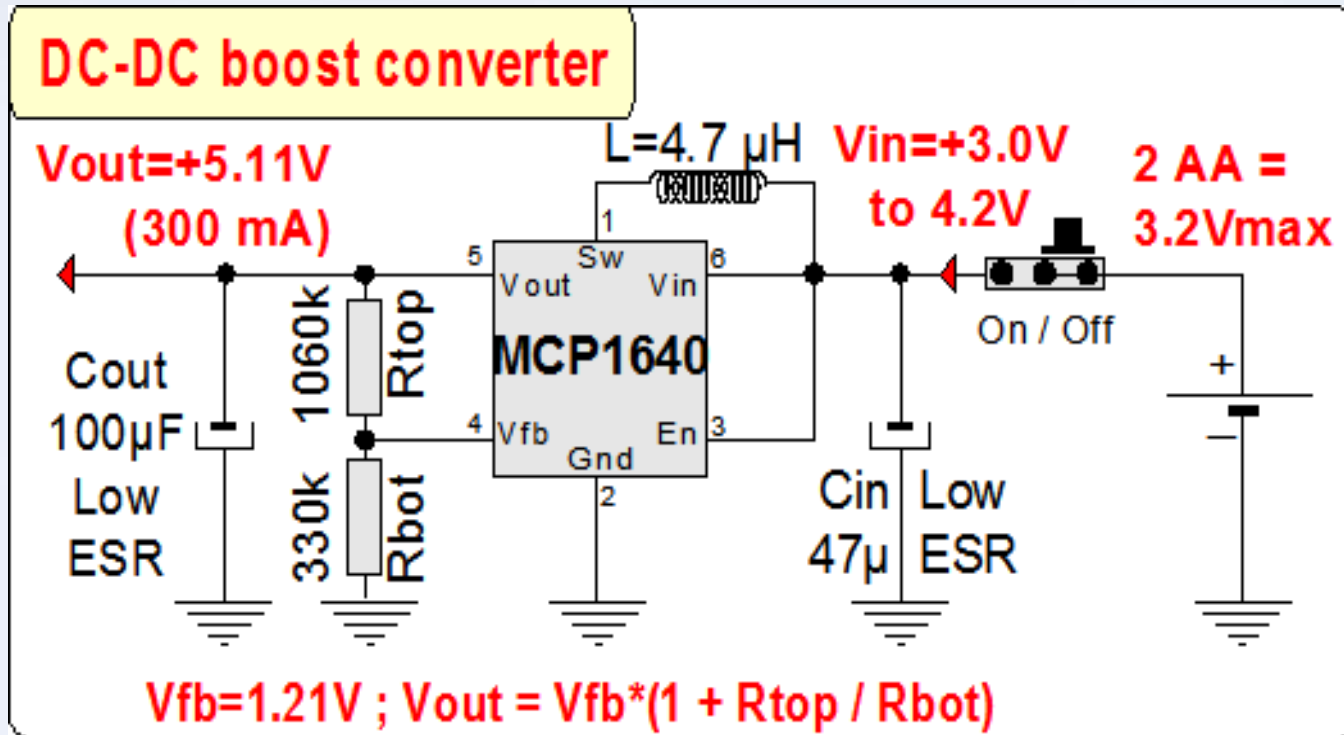 DC-DC boost converter
Vout=+5.11V
(300 mA)
L=4.7 µH
Vin=+3.0V
to 4.2V
2 AA =
3.2Vmax
On / Off
1
5
6
Sw
Vout
Vin
MCP1640
4
3
Vfb
En
Gnd
2
1060k
Rtop
330k
Rbot
Cout
100µF
Low
ESR
Cin
47µ
Low
ESR
+
–
Vfb=1.21V ; Vout = Vfb*(1 + Rtop / Rbot)